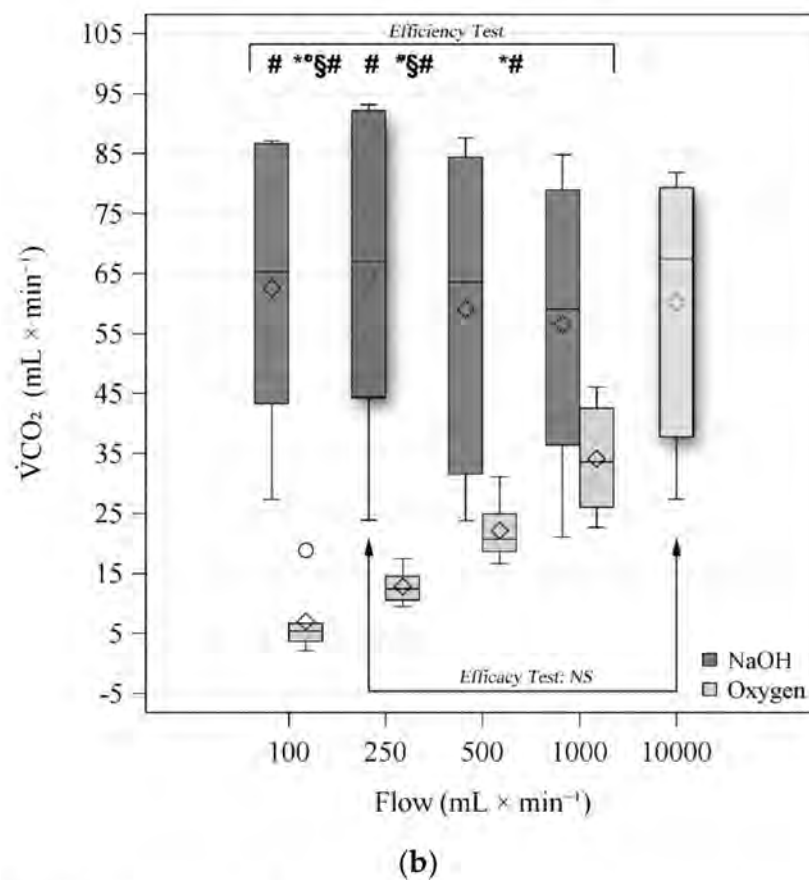 Efficiency Test
# *°§# # *§# *#
105
95
85
75
65
55
45
35
25
15
5
-5
V̇CO₂ (mL × min⁻¹)
Efficacy Test: NS
NaOH
Oxygen
100 250 500 1000 10000
Flow (mL × min⁻¹)
(b)